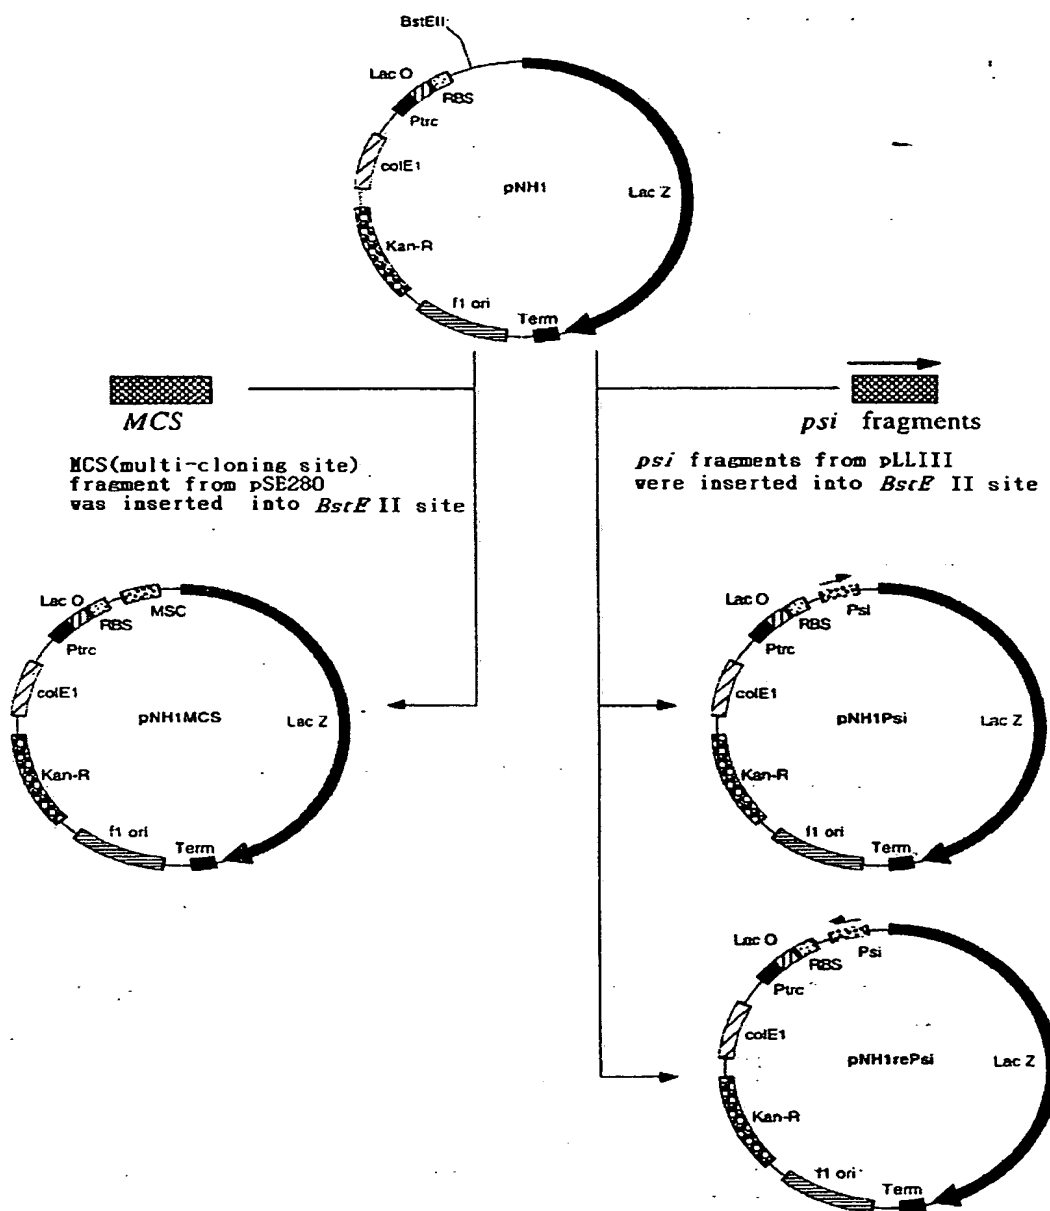 BstEII
Lac O
RBS
Ptrc
colE1
pNH1
Lac Z
Kan-R
f1 ori
Term
MCS
psi fragments
MCS(multi-cloning site)
fragment from pSE280
was inserted into BstE II site
psi fragments from pLLIII
were inserted into BstE II site
Lac O
MSC
RBS
Ptrc
colE1
pNH1MCS
Lac Z
Kan-R
f1 ori
Term
Lac O
Psi
RBS
Ptrc
colE1
pNH1Psi
Lac Z
Kan-R
f1 ori
Term
Lac O
Psi
RBS
Ptrc
colE1
pNH1rePsi
Lac Z
Kan-R
f1 ori
Term